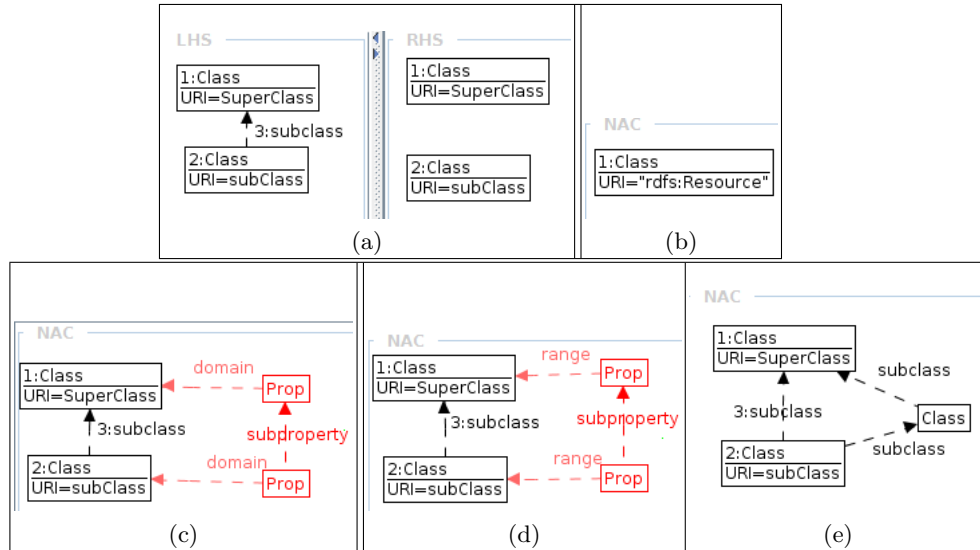 LHS
1:Class
URI=SuperClass
3:subclass
2:Class
URI=subClass
RHS
1:Class
URI=SuperClass
2:Class
URI=subClass
(a)
NAC
1:Class
URI="rdfs:Resource"
(b)
NAC
1:Class
URI=SuperClass
domain
Prop
3:subclass
subproperty
2:Class
URI=subClass
domain
Prop
(c)
NAC
1:Class
URI=SuperClass
range
Prop
3:subclass
subproperty
2:Class
URI=subClass
range
Prop
(d)
NAC
1:Class
URI=SuperClass
subclass
3:subclass
Class
2:Class
URI=subClass
subclass
(e)